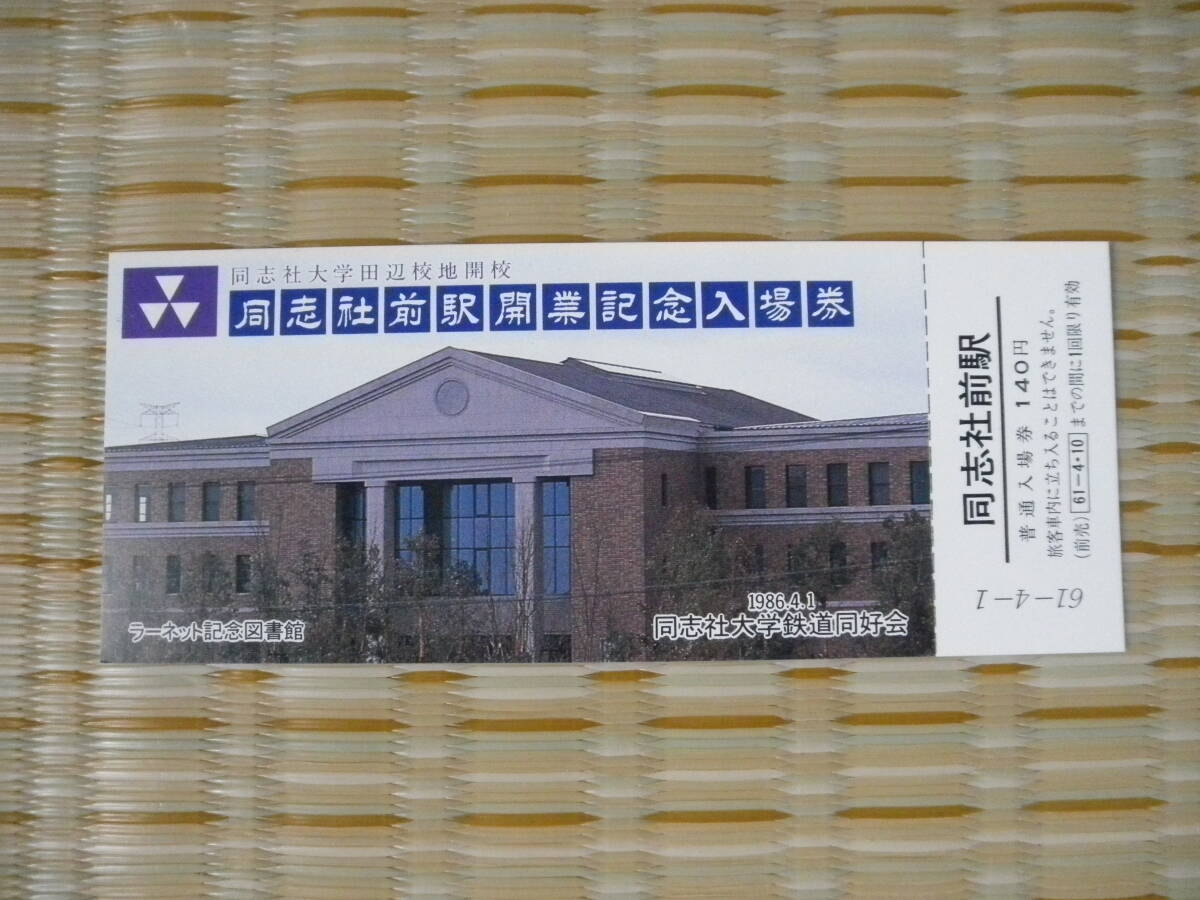 同志社大学田辺校地開校
同志社前駅開業記念入場券
ラーネット記念図書館
1986.4.1
同志社大学鉄道同好会
同志社前駅
普通入場券 140円
旅客車内に立ち入ることはできません。
(前売) 61-4-10 までの間に1回限り有効
61-4-1